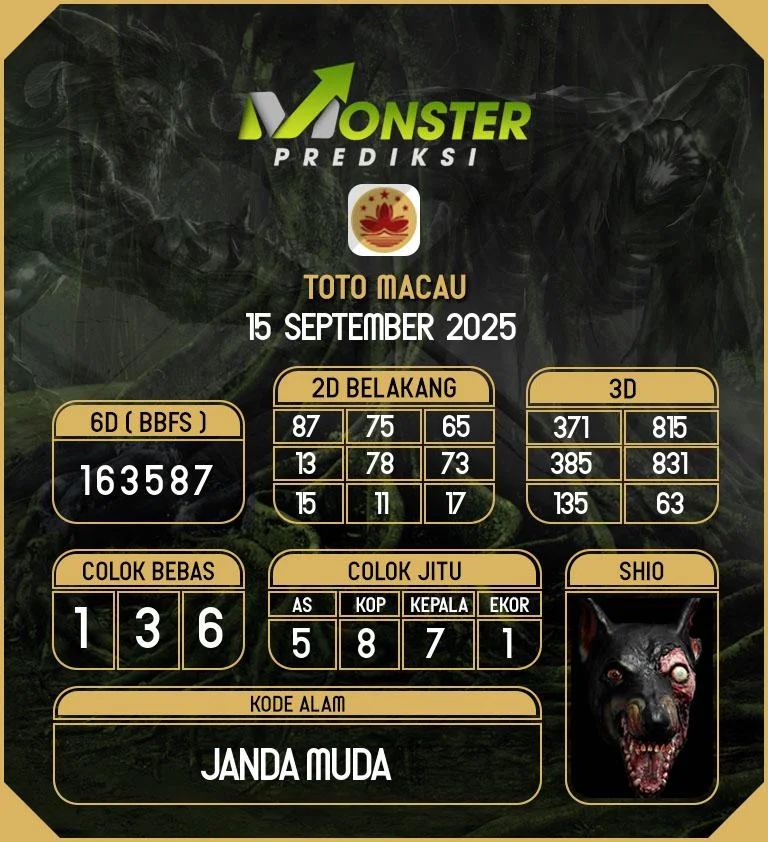 MONSTER
PREDIKSI
TOTO MACAU
15 SEPTEMBER 2025
6D ( BBFS )
163587
2D BELAKANG
87 75 65
13 78 73
15 11 17
3D
371 815
385 831
135 63
COLOK BEBAS
1 3 6
COLOK JITU
AS KOP KEPALA EKOR
5 8 7 1
SHIO
KODE ALAM
JANDA MUDA